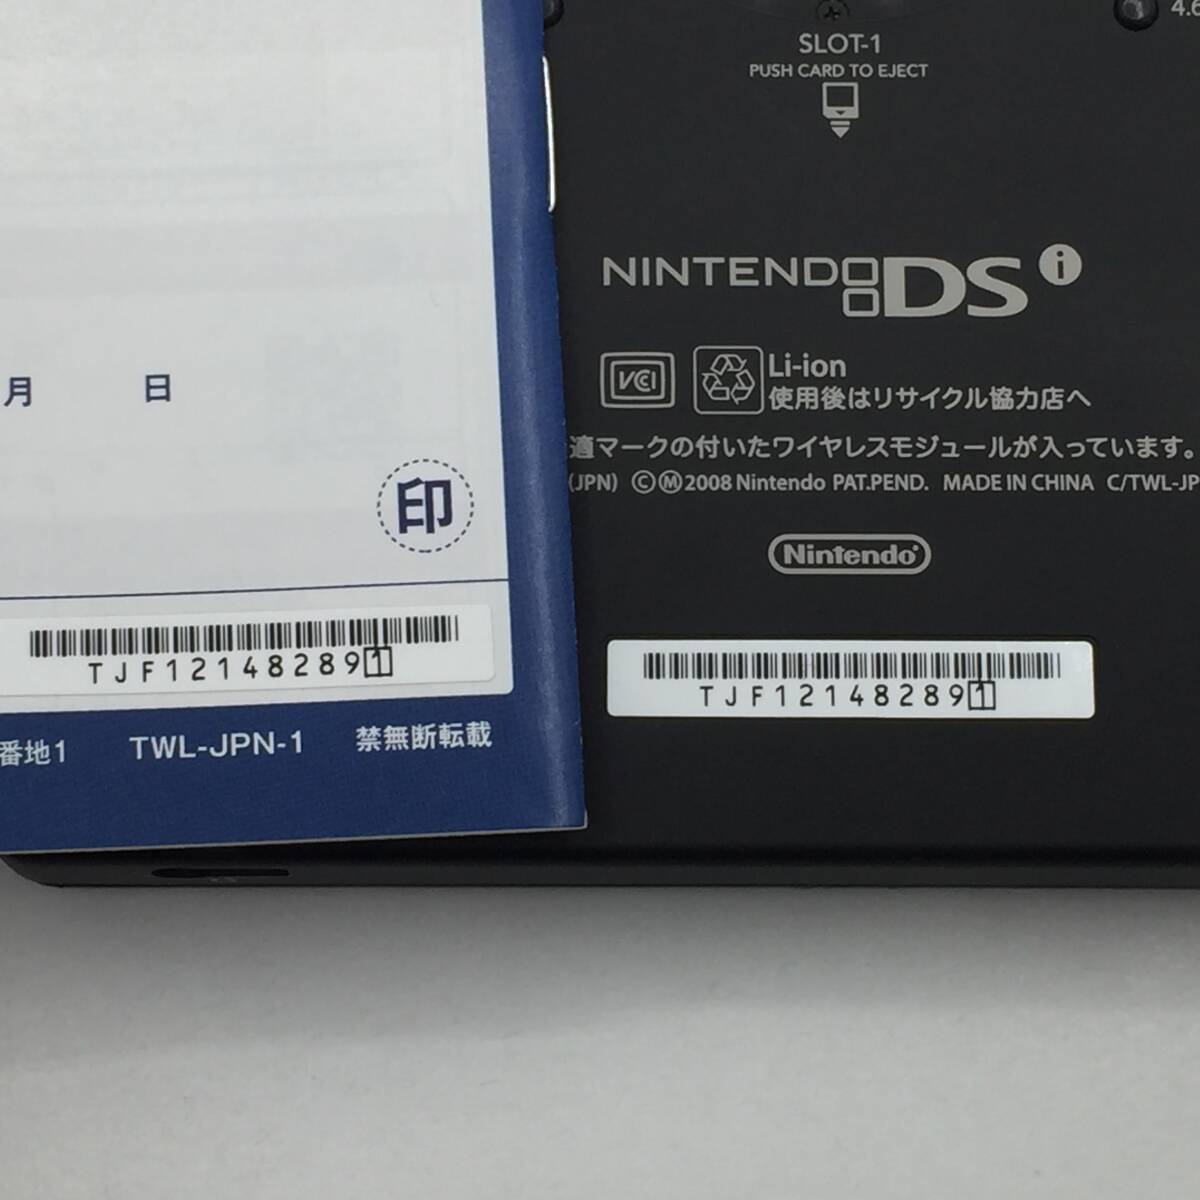 月 日
印
TJF121482891
番地1 TWL-JPN-1 禁無断転載
4.6
SLOT-1
PUSH CARD TO EJECT
NINTENDO DS i
VCCI
Li-ion
使用後はリサイクル協力店へ
適マークの付いたワイヤレスモジュールが入っています。
(JPN) ©Ⓜ2008 Nintendo PAT.PEND. MADE IN CHINA C/TWL-JP
Nintendo
TJF121482891